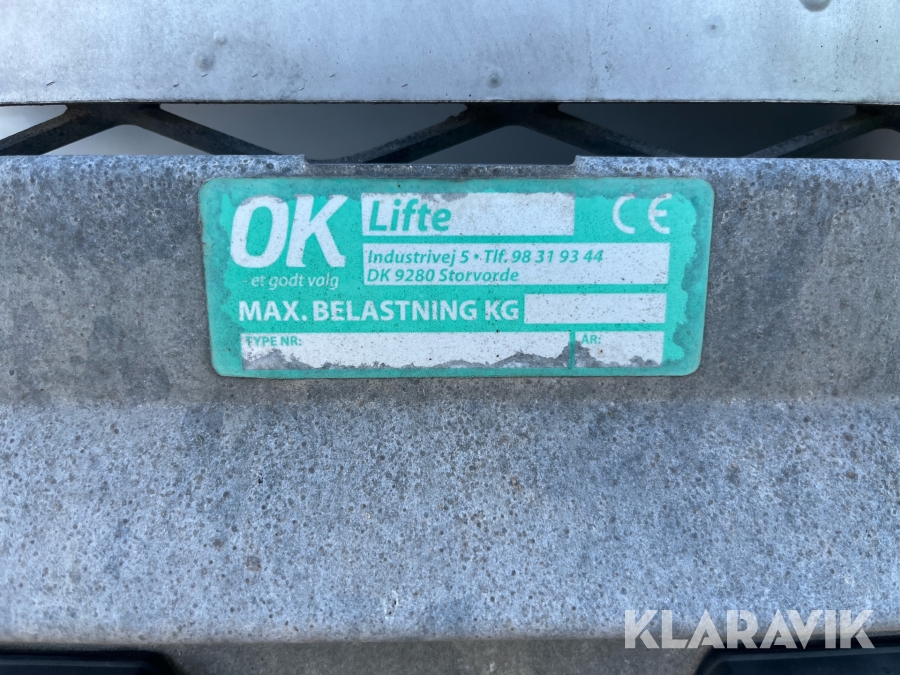 OK Lifte CE
- et godt valg
Industrivej 5 • Tlf. 98 31 93 44
DK 9280 Storvorde
MAX. BELASTNING KG
TYPE NR:
ÅR:
KLARAVIK